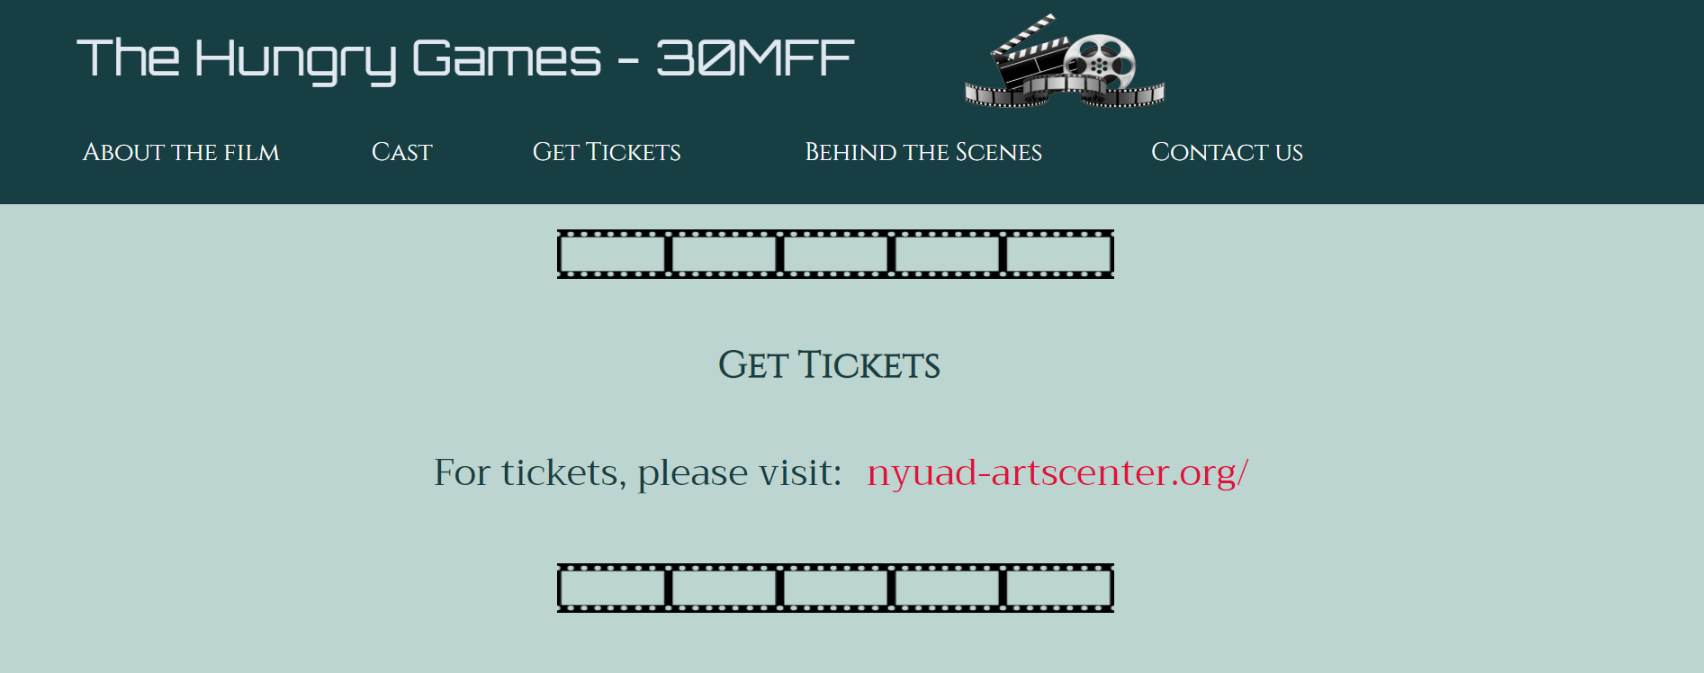 The Hungry Games - 30MFF
About the film
Cast
Get Tickets
Behind the Scenes
Contact us
Get Tickets
For tickets, please visit: nyuad-artscenter.org/